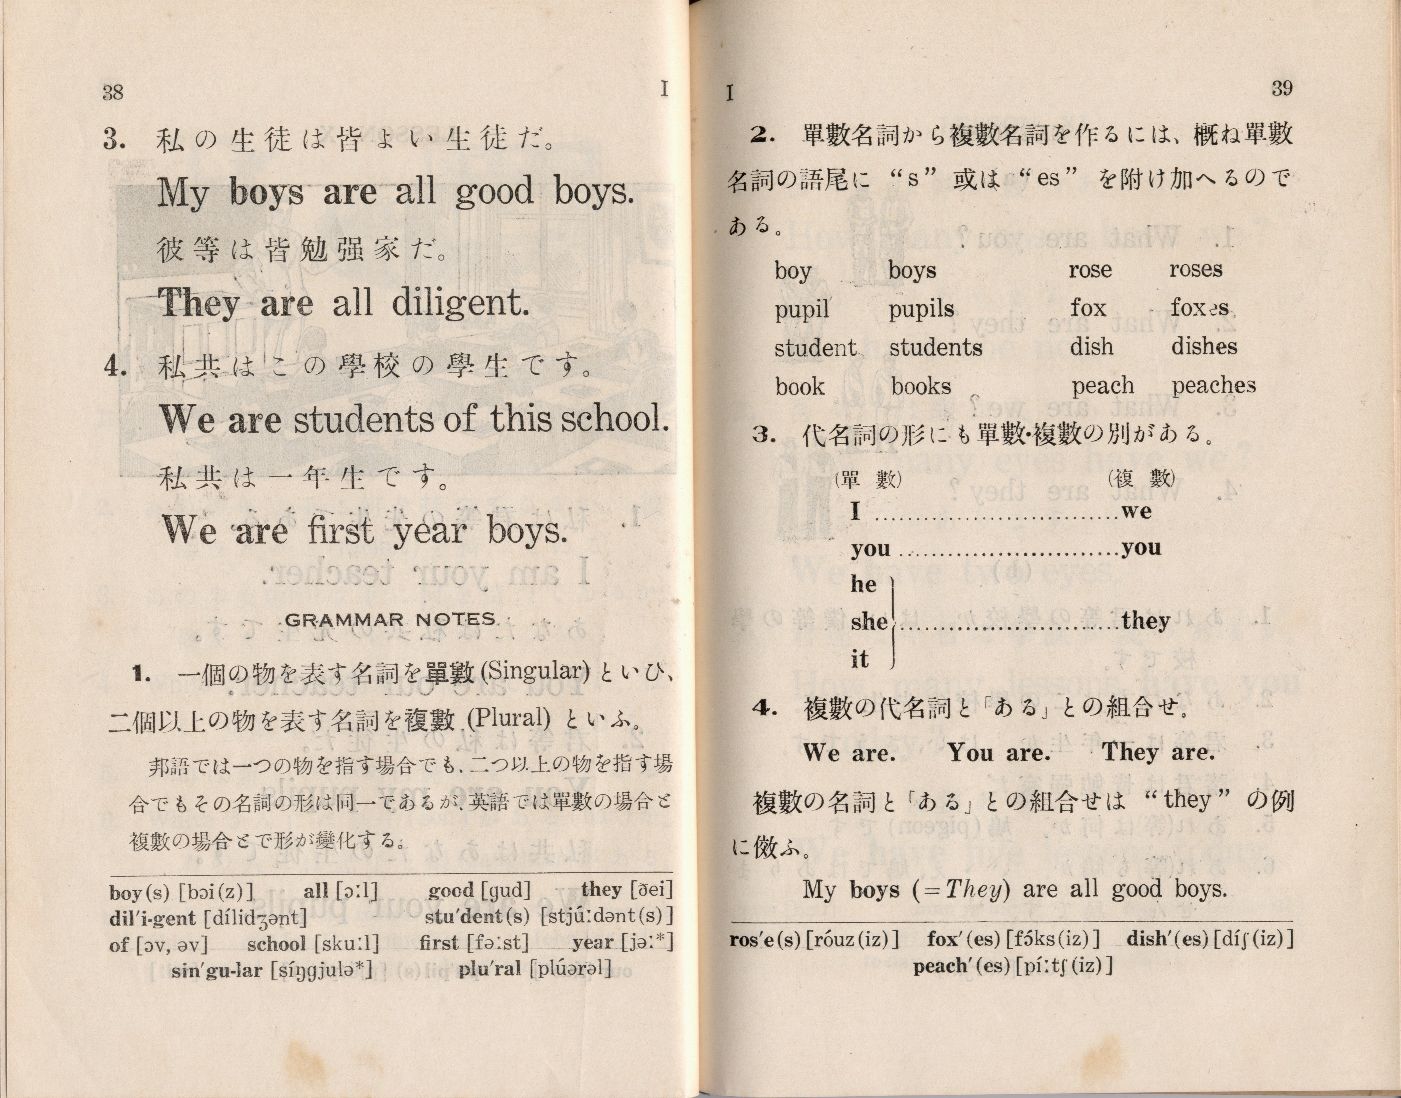 38 I
3. 私の生徒は皆よい生徒だ。
My boys are all good boys.
彼等は皆勉强家だ。
They are all diligent.
4. 私共はこの學校の學生です。
We are students of this school.
私共は一年生です。
We are first year boys.
GRAMMAR NOTES
1. 一個の物を表す名詞を單數 (Singular) といひ、
二個以上の物を表す名詞を複數 (Plural) といふ。
邦語では一つの物を指す場合でも、二つ以上の物を指す場
合でもその名詞の形は同一であるが、英語では單數の場合と
複數の場合とで形が變化する。
boy(s) [bɔi(z)] all [ɔːl] good [gud] they [ðei]
dil′i-gent [dílidʒənt] stu′dent(s) [stjúːdənt(s)]
of [ɔv, əv] school [skuːl] first [fəːst] year [jəː*]
sin′gu-lar [síŋgjulə*] plu′ral [plúərəl]
I 39
2. 單數名詞から複數名詞を作るには、槪ね單數
名詞の語尾に “s” 或は “es” を附け加へるので
ある。
boy boys rose roses
pupil pupils fox foxes
student students dish dishes
book books peach peaches
3. 代名詞の形にも單數・複數の別がある。
(單數) (複數)
I ..............................we
you ...........................you
he
she...........................they
it
4. 複數の代名詞と「ある」との組合せ。
We are. You are. They are.
複數の名詞と「ある」との組合せは “they” の例
に倣ふ。
My boys (=They) are all good boys.
ros′e(s) [róuz(iz)] fox′(es) [fɔ́ks(iz)] dish′(es) [díʃ(iz)]
peach′(es) [píːtʃ(iz)]